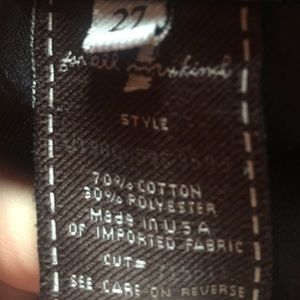 27
for all mankind
STYLE
70% COTTON
30% POLYESTER
MADE IN U.S.A
OF IMPORTED FABRIC
CUT#
SEE CARE ON REVERSE